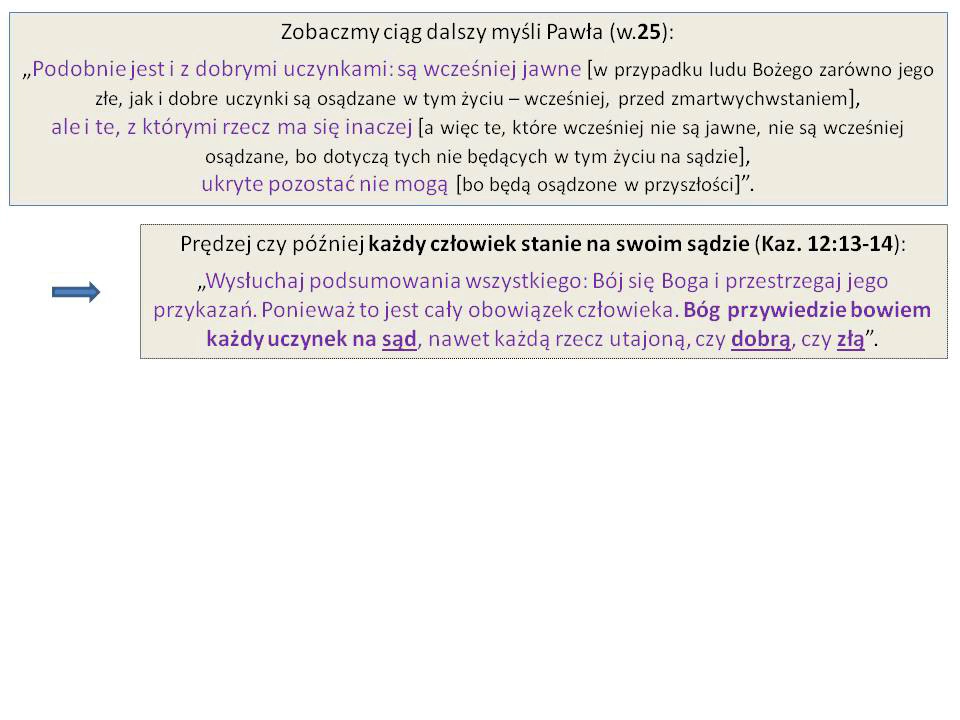 Zobaczmy ciąg dalszy myśli Pawła (w.25):
„Podobnie jest i z dobrymi uczynkami: są wcześniej jawne [w przypadku ludu Bożego zarówno jego
złe, jak i dobre uczynki są osądzane w tym życiu – wcześniej, przed zmartwychwstaniem],
ale i te, z którymi rzecz ma się inaczej [a więc te, które wcześniej nie są jawne, nie są wcześniej
osądzane, bo dotyczą tych nie będących w tym życiu na sądzie],
ukryte pozostać nie mogą [bo będą osądzone w przyszłości]”.
Prędzej czy później każdy człowiek stanie na swoim sądzie (Kaz. 12:13-14):
„Wysłuchaj podsumowania wszystkiego: Bój się Boga i przestrzegaj jego
przykazań. Ponieważ to jest cały obowiązek człowieka. Bóg przywiedzie bowiem
każdy uczynek na sąd, nawet każdą rzecz utajoną, czy dobrą, czy złą”.